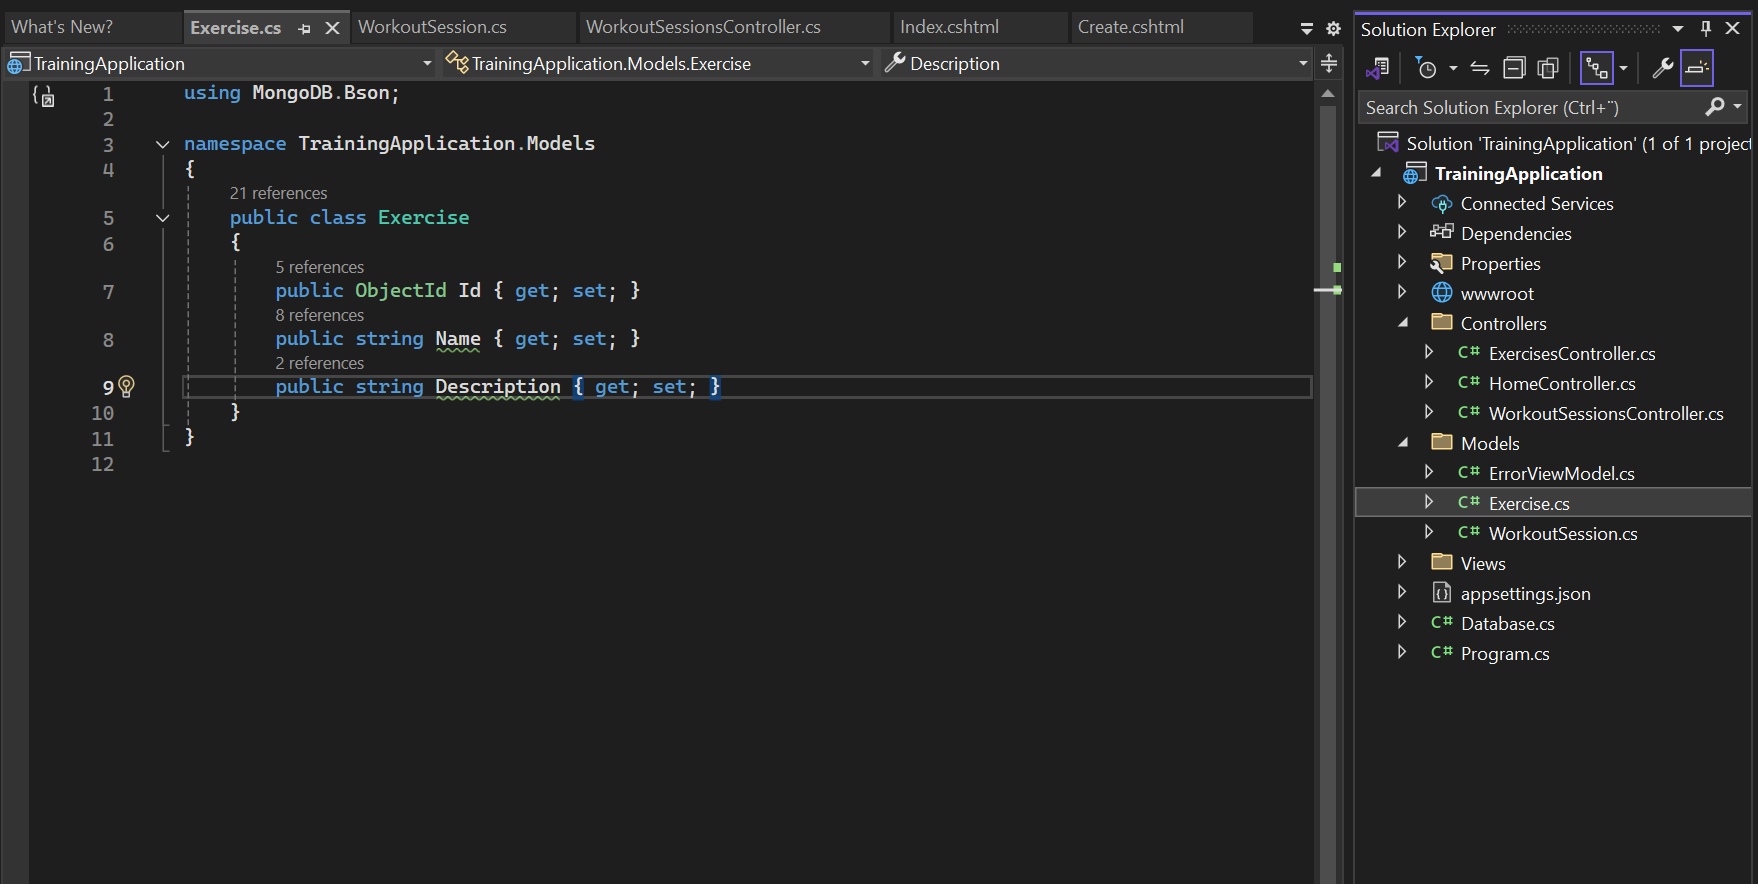 What's New?
Exercise.cs
WorkoutSession.cs
WorkoutSessionsController.cs
Index.cshtml
Create.cshtml
TrainingApplication
TrainingApplication.Models.Exercise
Description
1 using MongoDB.Bson;
2
3 namespace TrainingApplication.Models
4 {
21 references
5 public class Exercise
6 {
5 references
7 public ObjectId Id { get; set; }
8 references
8 public string Name { get; set; }
2 references
9 public string Description { get; set; }
10 }
11 }
12
Solution Explorer
Search Solution Explorer (Ctrl+¨)
Solution 'TrainingApplication' (1 of 1 project
TrainingApplication
Connected Services
Dependencies
Properties
wwwroot
Controllers
C# ExercisesController.cs
C# HomeController.cs
C# WorkoutSessionsController.cs
Models
C# ErrorViewModel.cs
C# Exercise.cs
C# WorkoutSession.cs
Views
appsettings.json
C# Database.cs
C# Program.cs